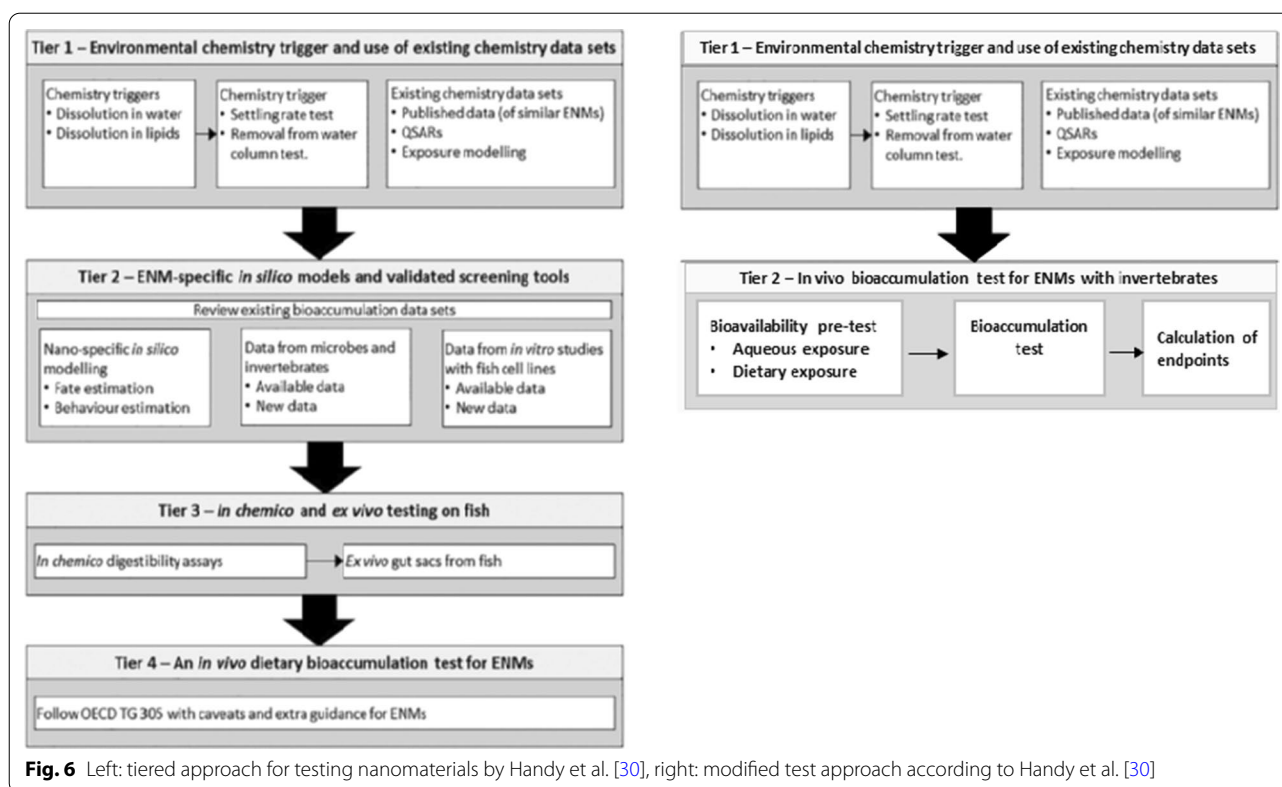 Tier 1 – Environmental chemistry trigger and use of existing chemistry data sets
Chemistry triggers
• Dissolution in water
• Dissolution in lipids
Chemistry trigger
• Settling rate test
• Removal from water
column test.
Existing chemistry data sets
• Published data (of similar ENMs)
• QSARs
• Exposure modelling
Tier 2 – ENM-specific in silico models and validated screening tools
Review existing bioaccumulation data sets
Nano-specific in silico
modelling
• Fate estimation
• Behaviour estimation
Data from microbes and
invertebrates
• Available data
• New data
Data from in vitro studies
with fish cell lines
• Available data
• New data
Tier 3 – in chemico and ex vivo testing on fish
In chemico digestibility assays
Ex vivo gut sacs from fish
Tier 4 – An in vivo dietary bioaccumulation test for ENMs
Follow OECD TG 305 with caveats and extra guidance for ENMs
Tier 1 – Environmental chemistry trigger and use of existing chemistry data sets
Chemistry triggers
• Dissolution in water
• Dissolution in lipids
Chemistry trigger
• Settling rate test
• Removal from water
column test.
Existing chemistry data sets
• Published data (of similar ENMs)
• QSARs
• Exposure modelling
Tier 2 – In vivo bioaccumulation test for ENMs with invertebrates
Bioavailability pre-test
• Aqueous exposure
• Dietary exposure
Bioaccumulation
test
Calculation of
endpoints
Fig. 6 Left: tiered approach for testing nanomaterials by Handy et al. [30], right: modified test approach according to Handy et al. [30]